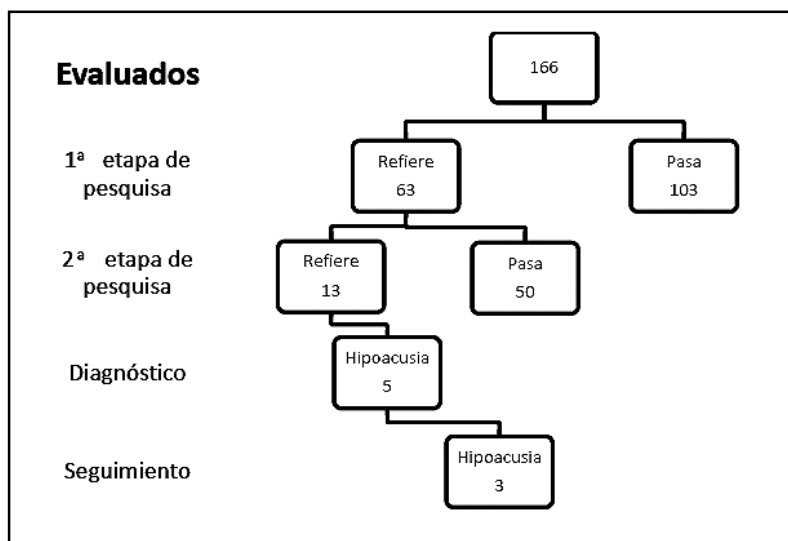 Evaluados
166
1ª etapa de
pesquisa
Refiere
63
Pasa
103
2ª etapa de
pesquisa
Refiere
13
Pasa
50
Diagnóstico
Hipoacusia
5
Seguimiento
Hipoacusia
3